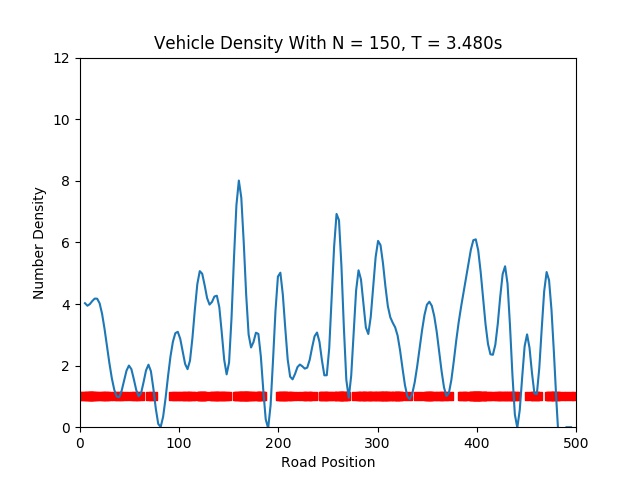 Vehicle Density With N = 150, T = 3.480s
12
10
8
6
4
2
0
Number Density
0 100 200 300 400 500
Road Position